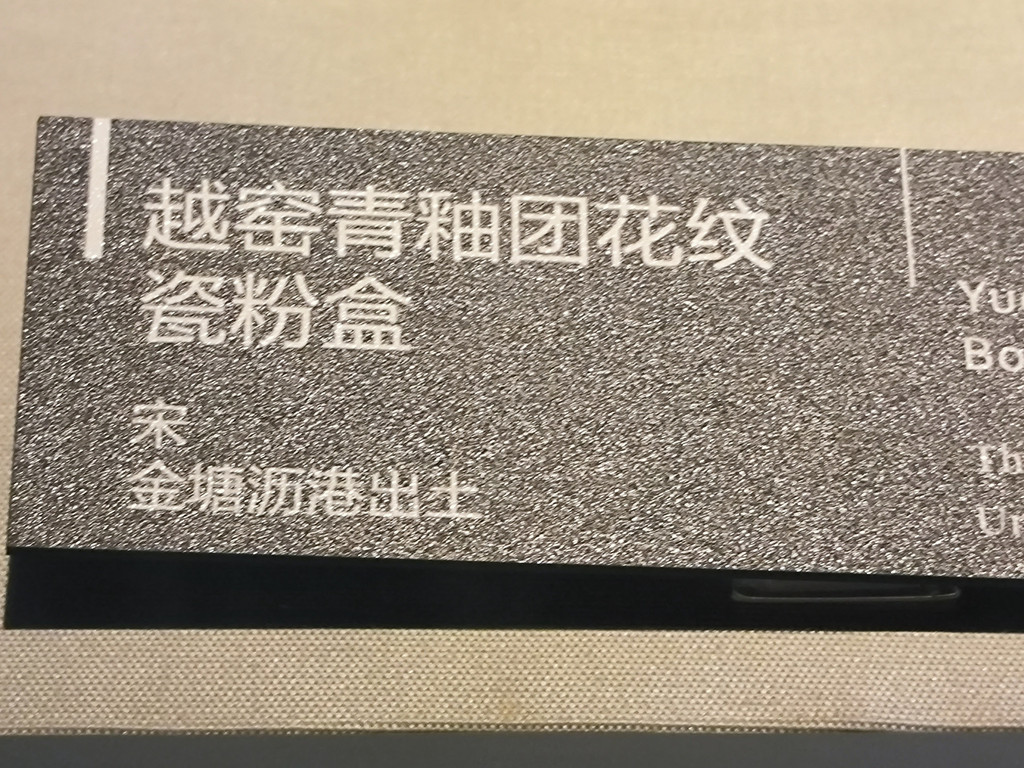 越窑青釉团花纹
瓷粉盒
宋
金塘沥港出土